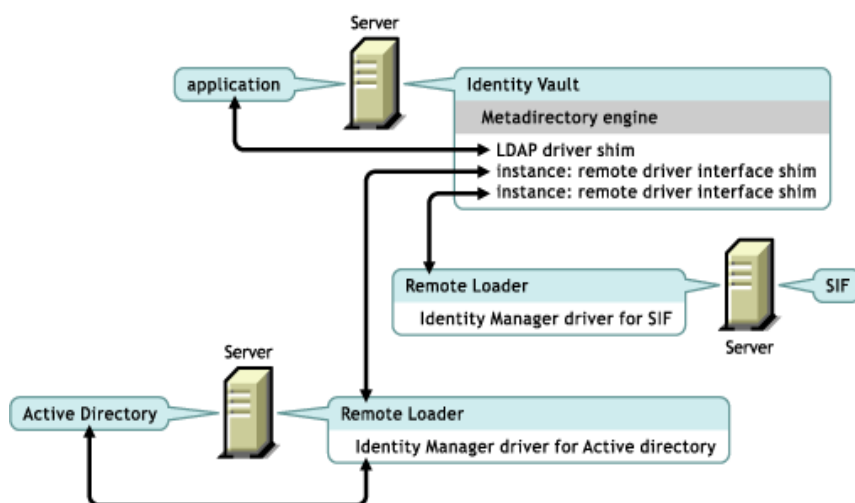 Server
application
Identity Vault
Metadirectory engine
LDAP driver shim
instance: remote driver interface shim
instance: remote driver interface shim
Remote Loader
Identity Manager driver for SIF
SIF
Server
Server
Active Directory
Remote Loader
Identity Manager driver for Active directory